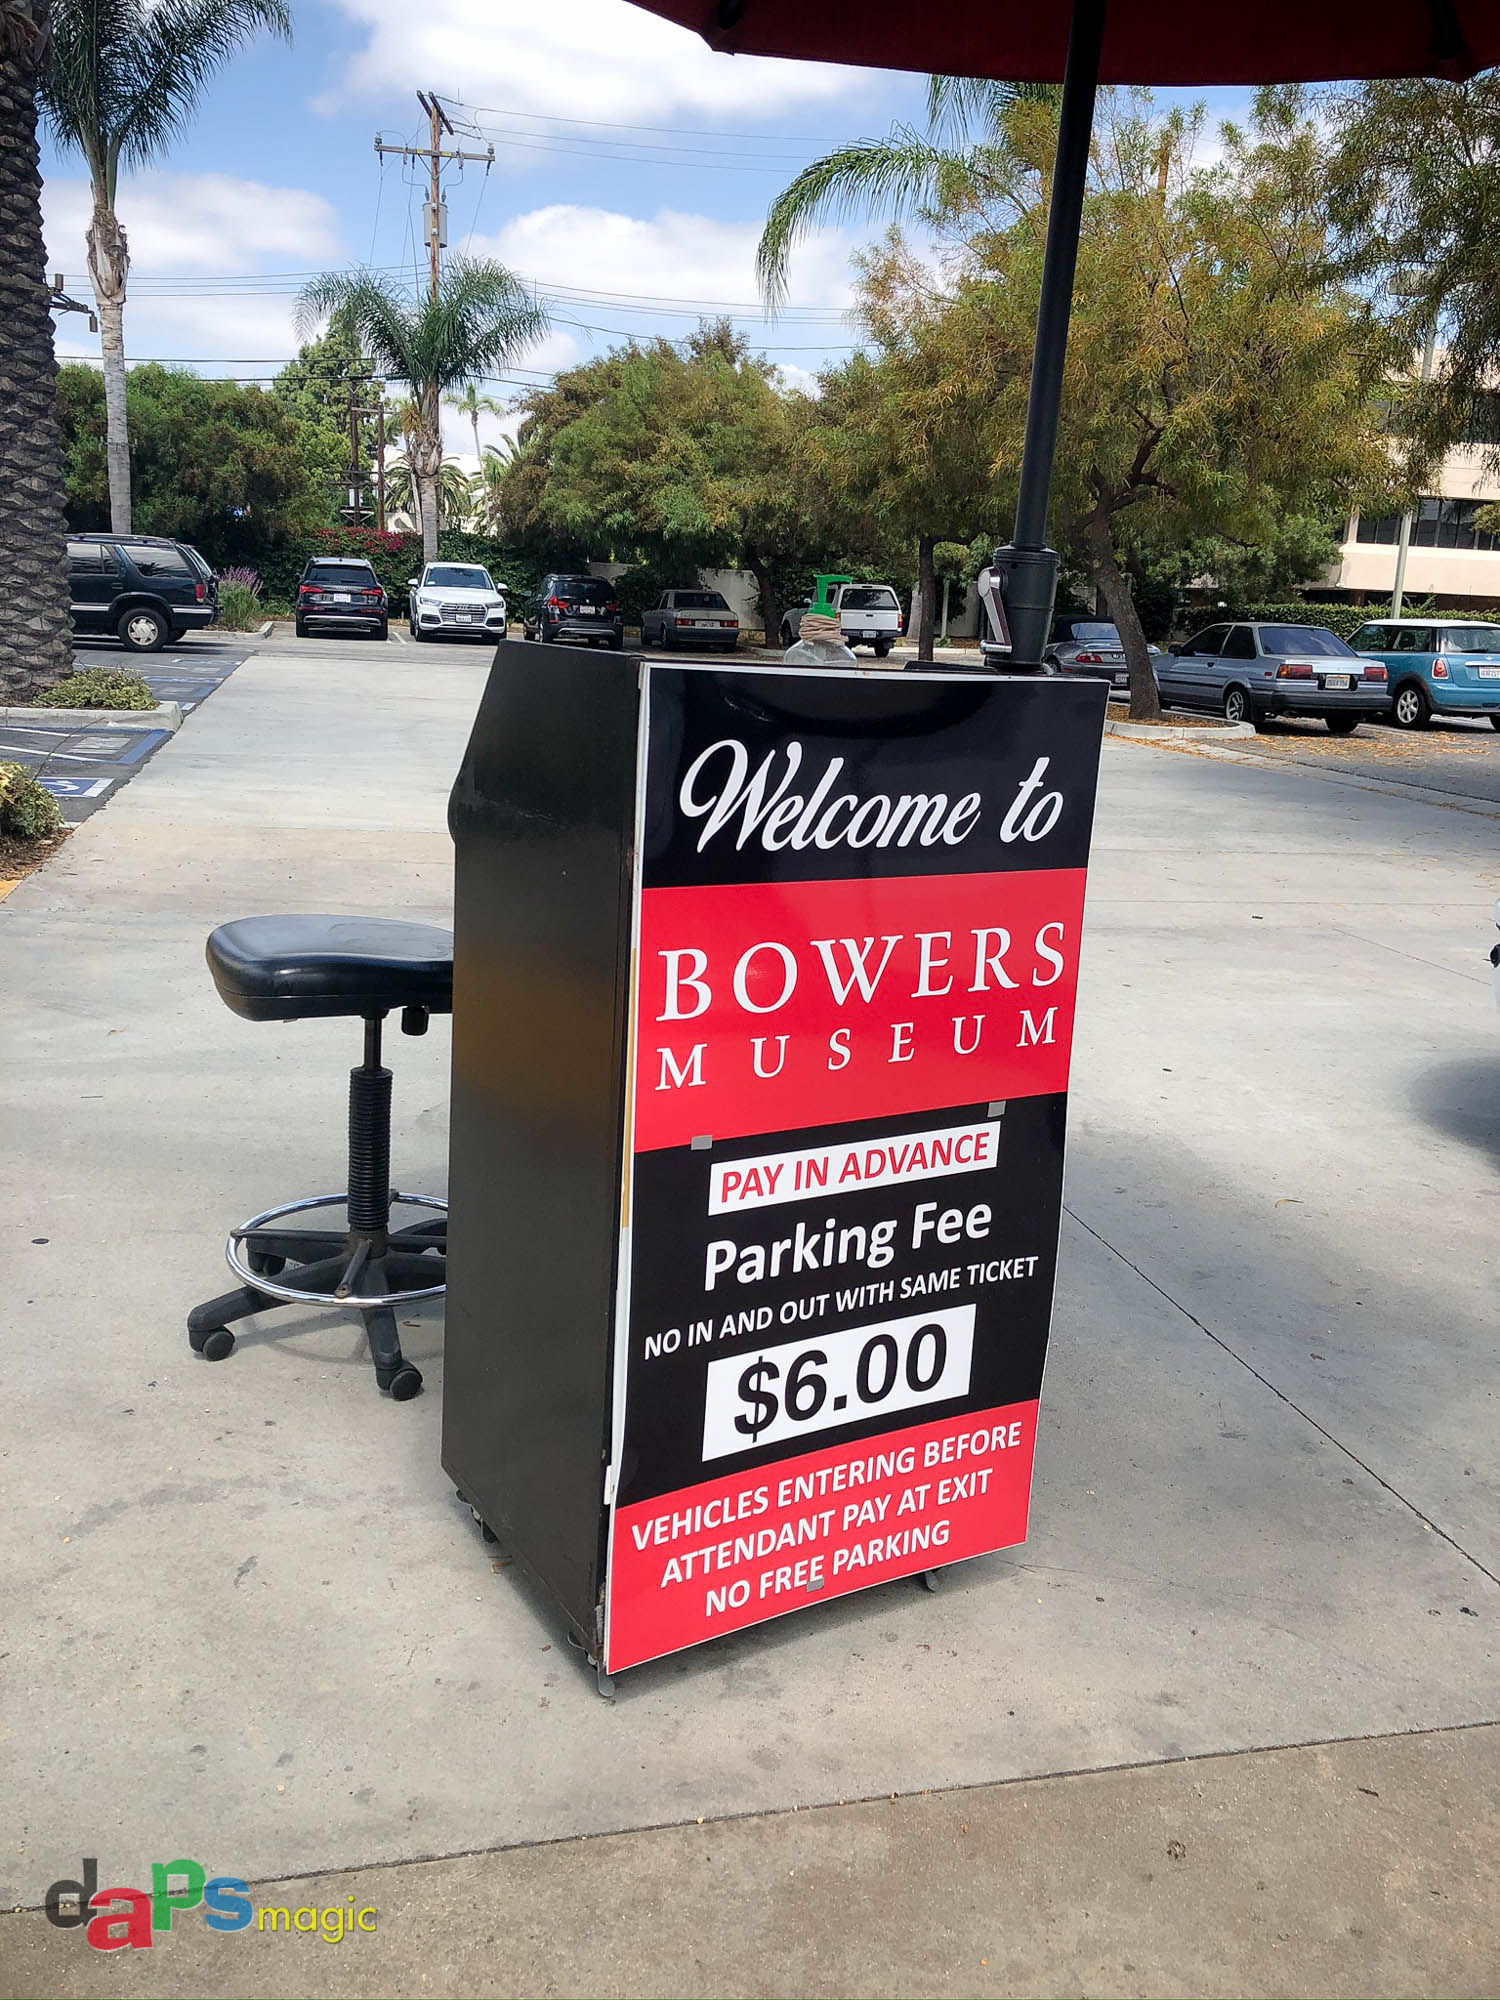 Welcome to
BOWERS
MUSEUM
PAY IN ADVANCE
Parking Fee
NO IN AND OUT WITH SAME TICKET
$6.00
VEHICLES ENTERING BEFORE
ATTENDANT PAY AT EXIT
NO FREE PARKING
daPs magic